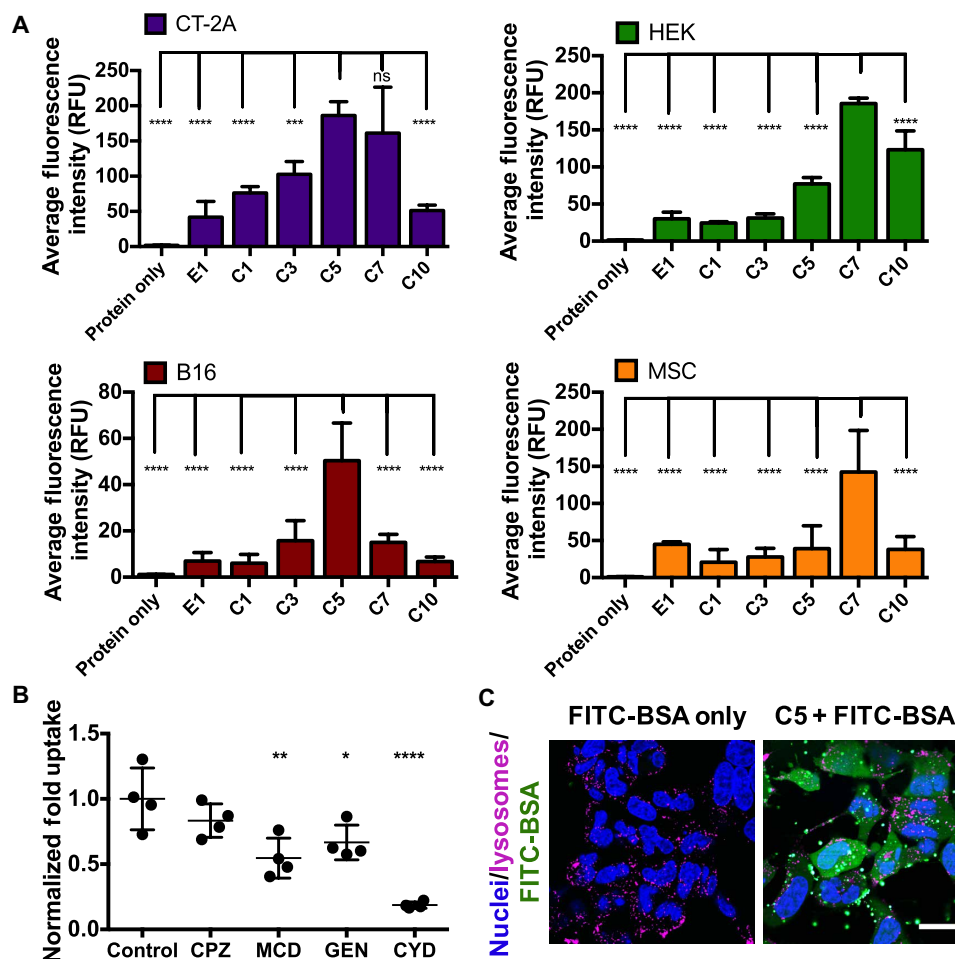 A
CT-2A
Average fluorescence
intensity (RFU)
250
200
150
100
50
0
ns
**** **** **** *** ****
Protein only E1 C1 C3 C5 C7 C10
HEK
Average fluorescence
intensity (RFU)
250
200
150
100
50
0
**** **** **** **** **** ****
Protein only E1 C1 C3 C5 C7 C10
B16
Average fluorescence
intensity (RFU)
80
60
40
20
0
**** **** **** **** **** ****
Protein only E1 C1 C3 C5 C7 C10
MSC
Average fluorescence
intensity (RFU)
250
200
150
100
50
0
**** **** **** **** **** ****
Protein only E1 C1 C3 C5 C7 C10
B
Normalized fold uptake
1.5
1.0
0.5
0.0
** * ****
Control CPZ MCD GEN CYD
C
FITC-BSA only C5 + FITC-BSA
Nuclei/lysosomes/
FITC-BSA